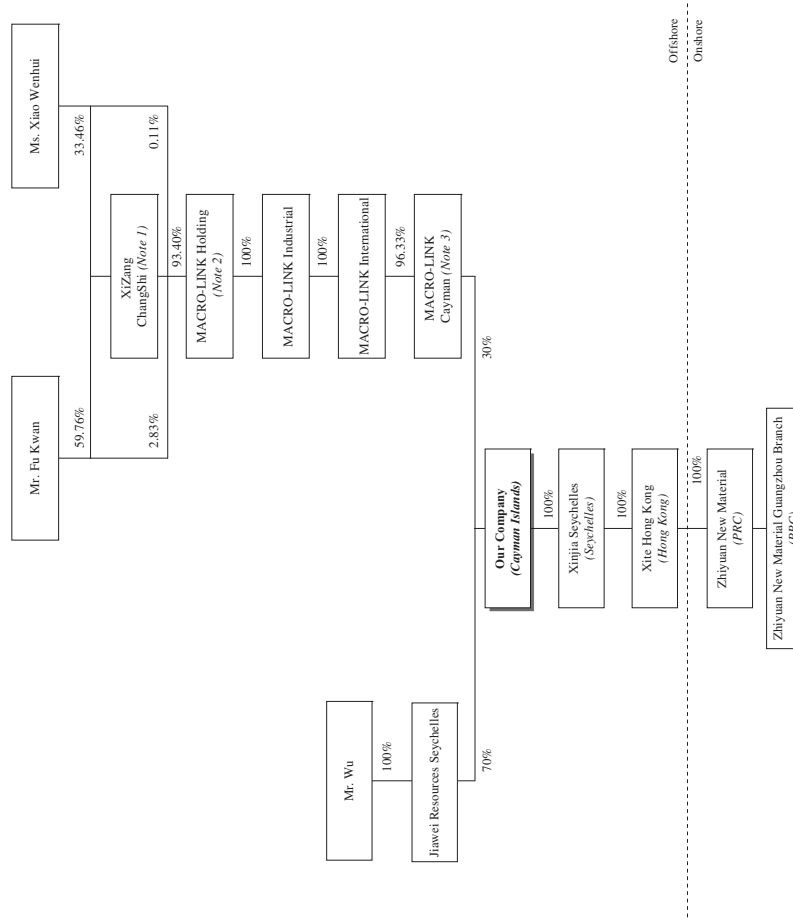 Mr. Fu Kwan
Ms. Xiao Wenhui
59.76%
33.46%
XiZang
ChangShi (Note 1)
2.83%
0.11%
93.40%
MACRO-LINK Holding
(Note 2)
100%
MACRO-LINK Industrial
100%
Mr. Wu
MACRO-LINK International
100%
96.33%
Jiawei Resources Seychelles
MACRO-LINK
Cayman (Note 3)
70%
30%
Our Company
(Cayman Islands)
100%
Xinjia Seychelles
(Seychelles)
100%
Xite Hong Kong
(Hong Kong)
Offshore
Onshore
100%
Zhiyuan New Material
(PRC)
Zhiyuan New Material Guangzhou Branch
(PRC)